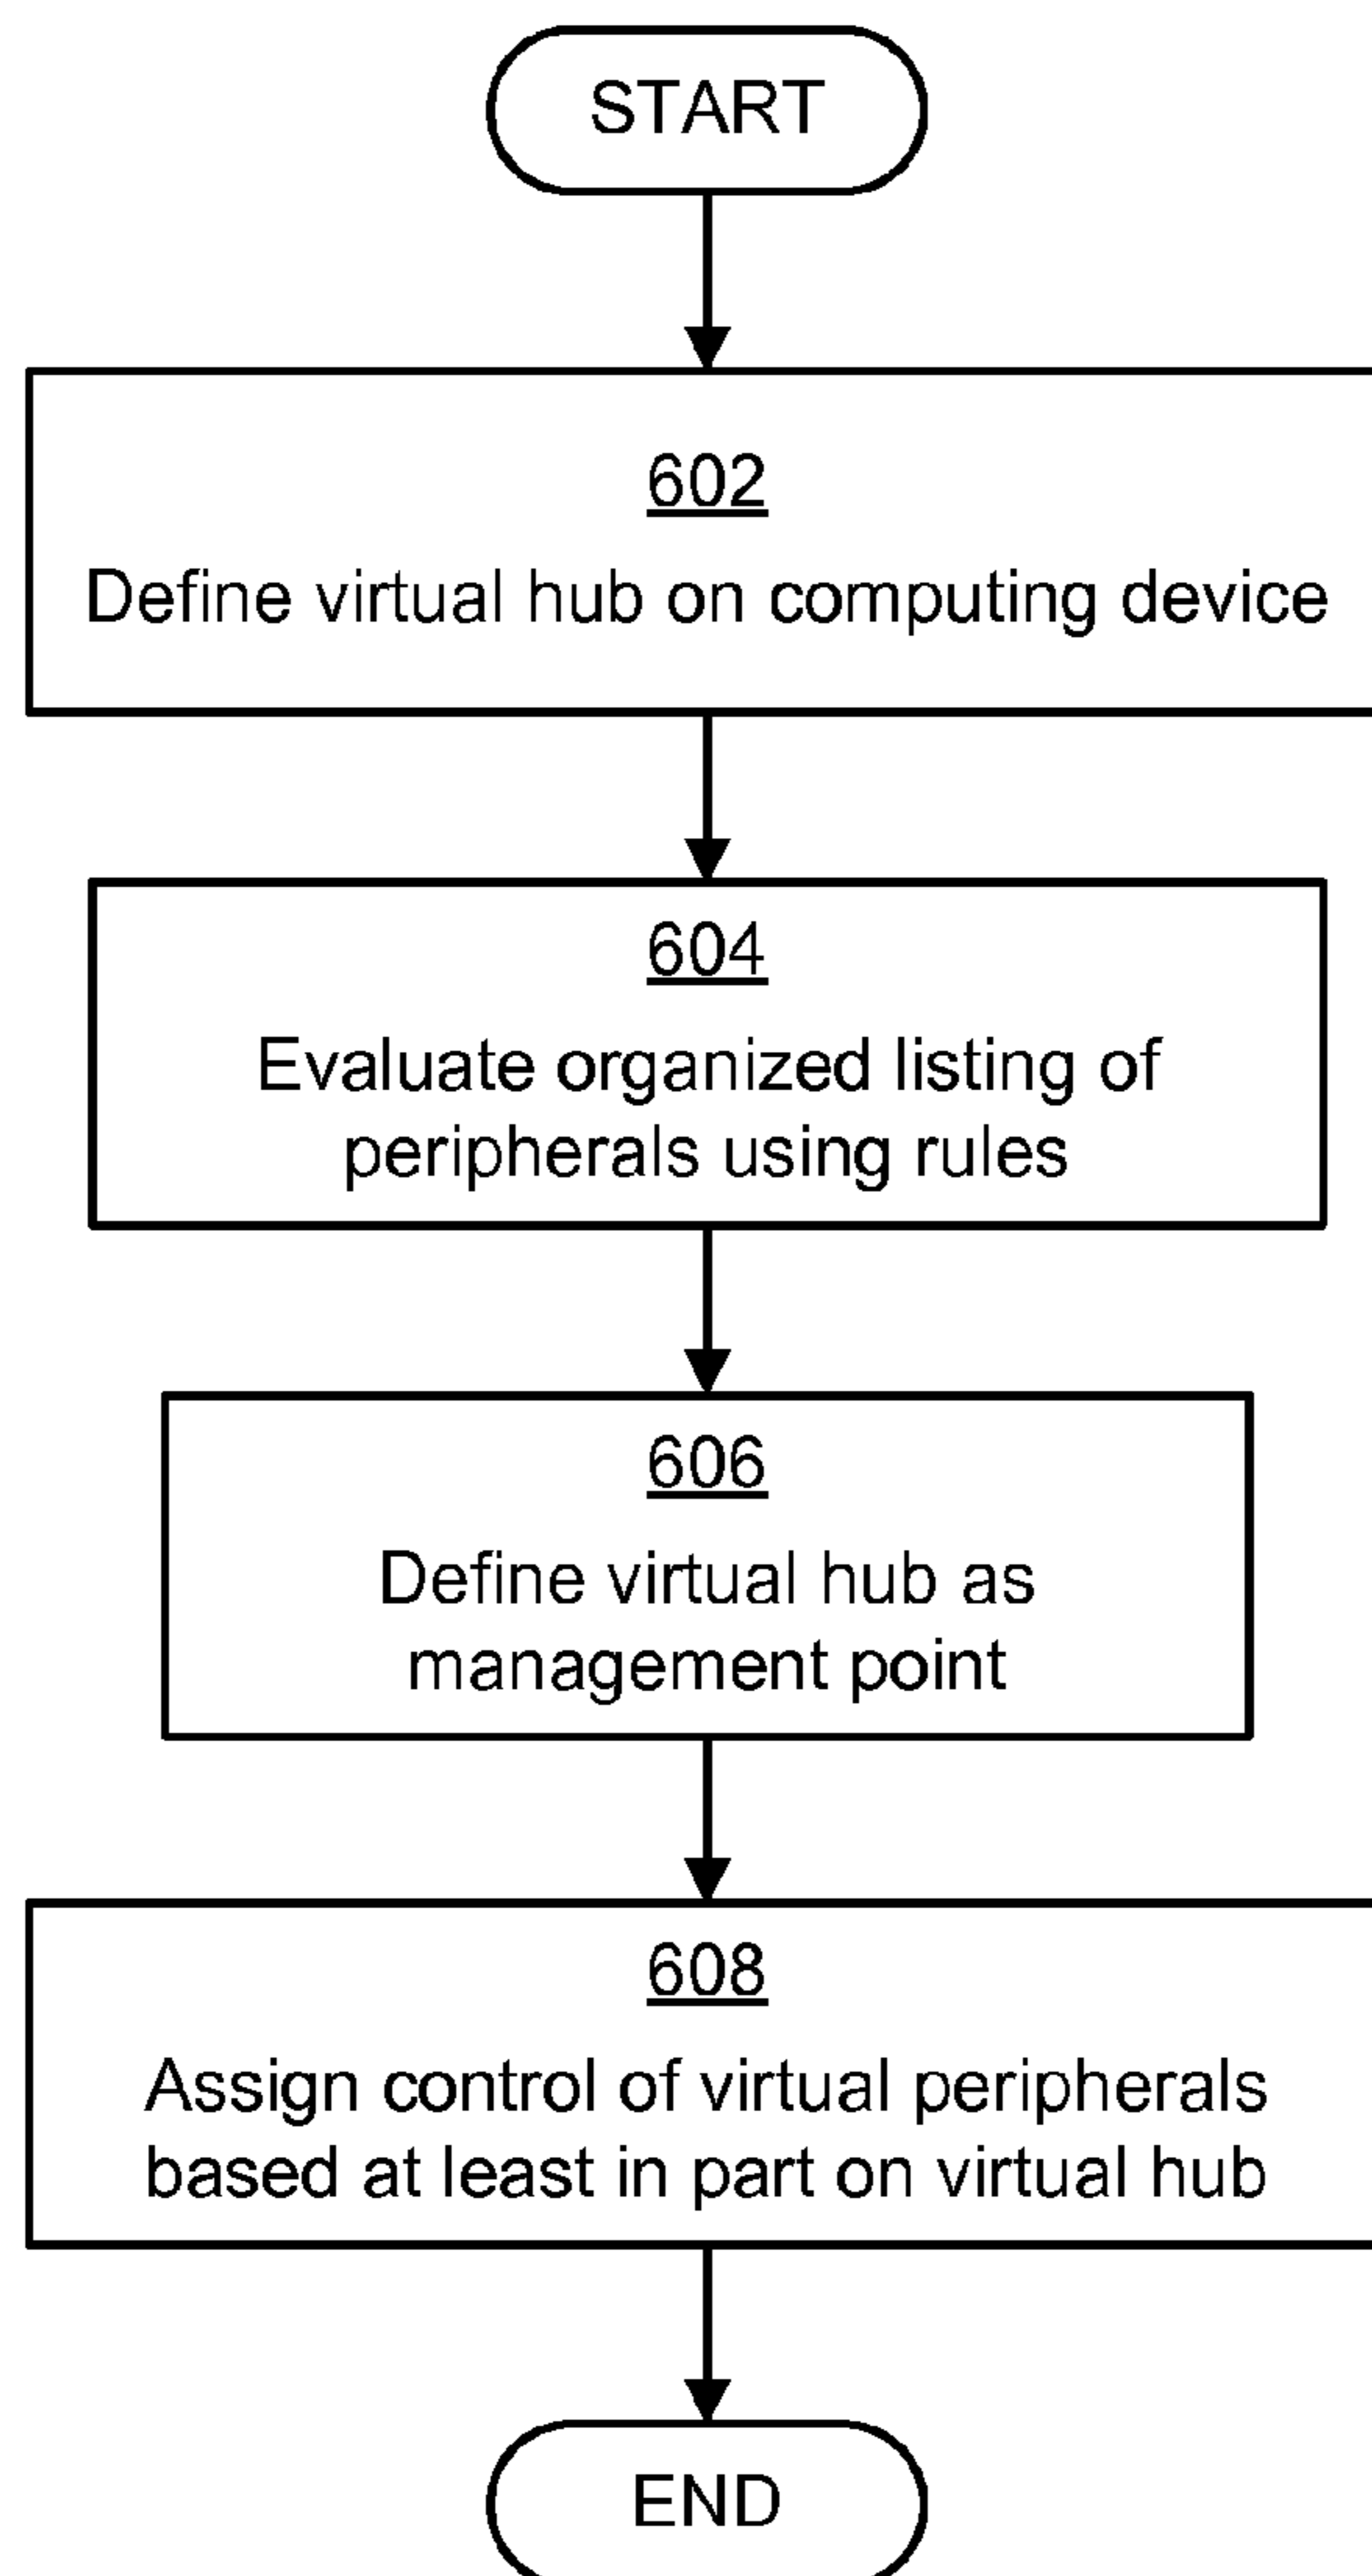 START
602
Define virtual hub on computing device
604
Evaluate organized listing of
peripherals using rules
606
Define virtual hub as
management point
608
Assign control of virtual peripherals
based at least in part on virtual hub
END